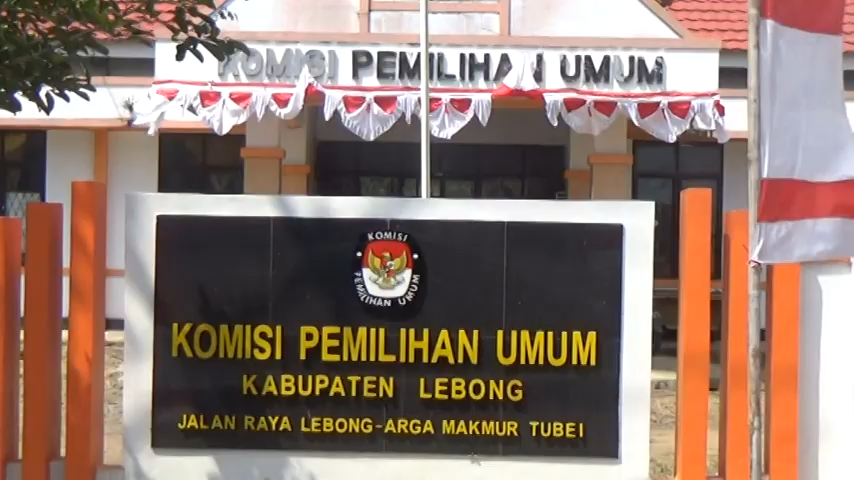 KOMISI PEMILIHAN UMUM
KOMISI
PEMILIHAN UMUM
KOMISI PEMILIHAN UMUM
KABUPATEN LEBONG
JALAN RAYA LEBONG-ARGA MAKMUR TUBEI